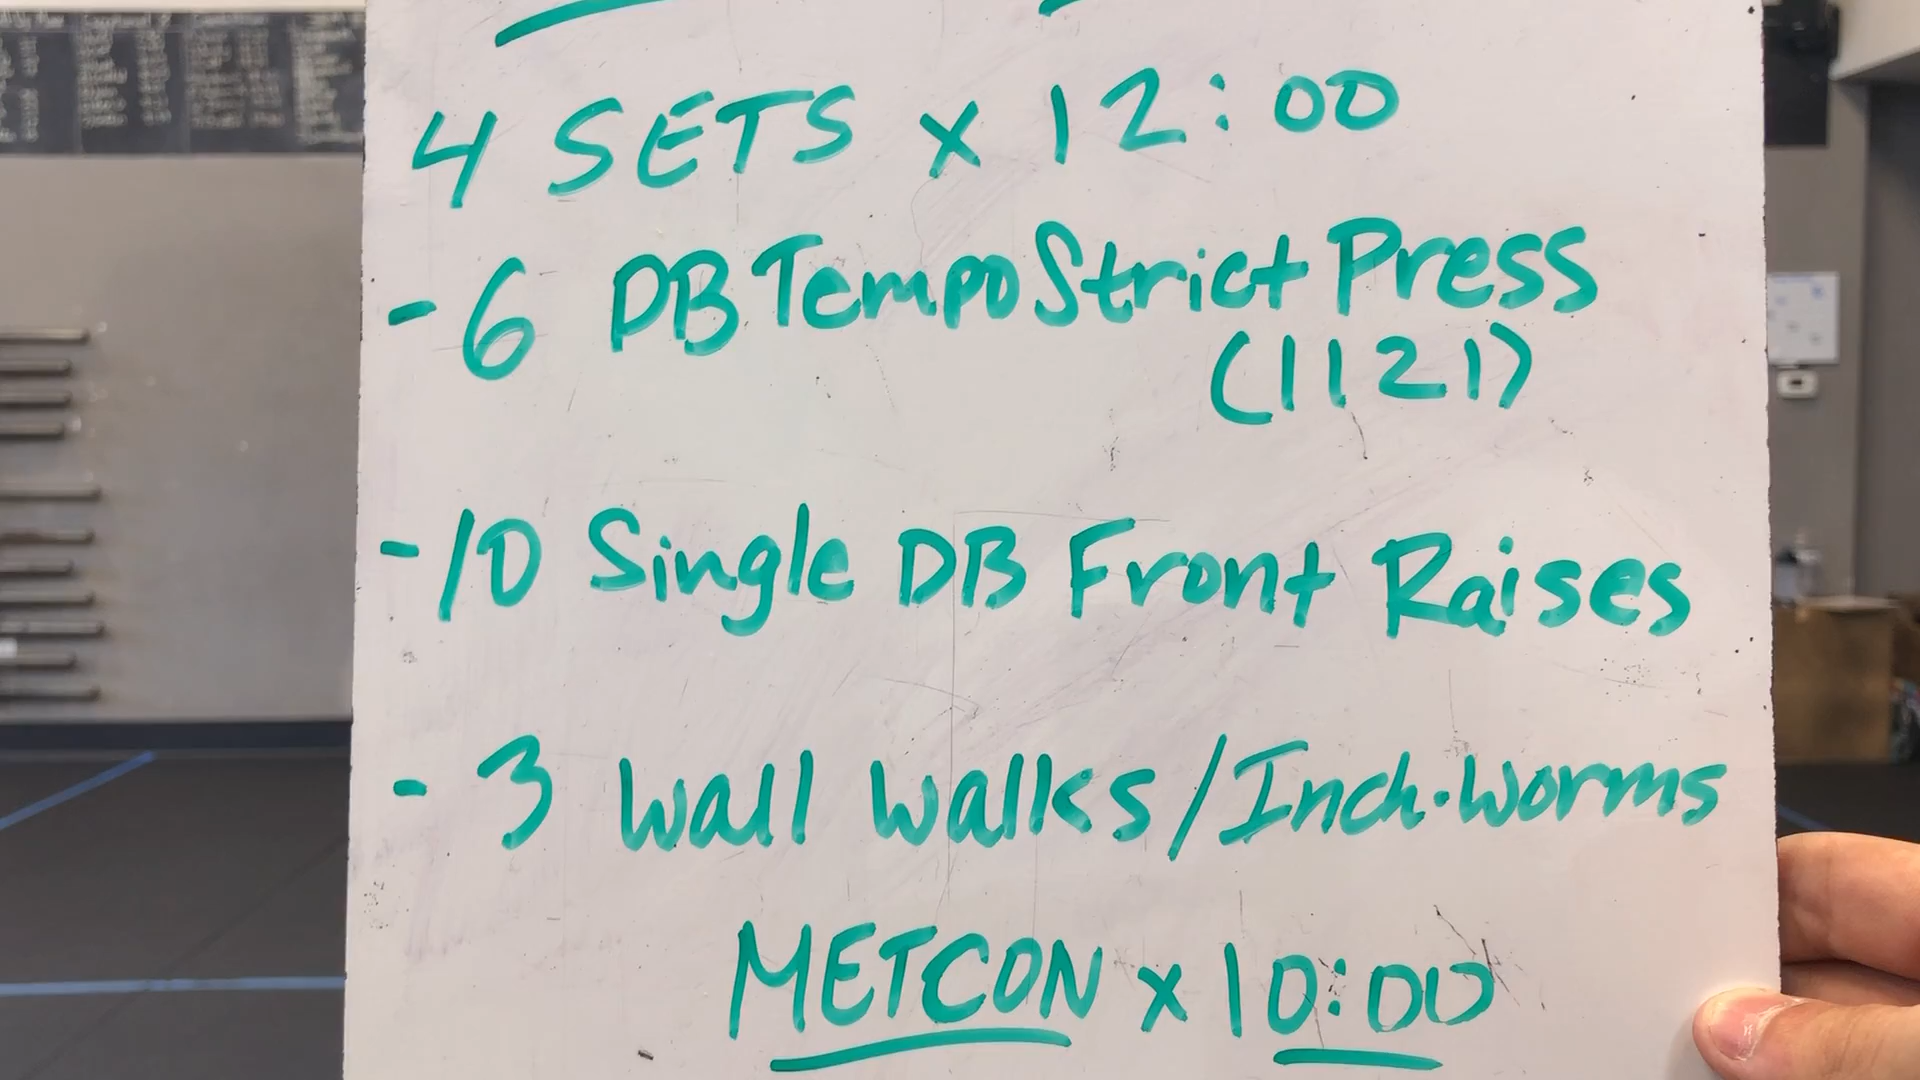 4 SETS x 12:00
- 6 DB Tempo Strict Press
(1121)
- 10 Single DB Front Raises
- 3 Wall Walks/Inch-Worms
METCON x 10:00